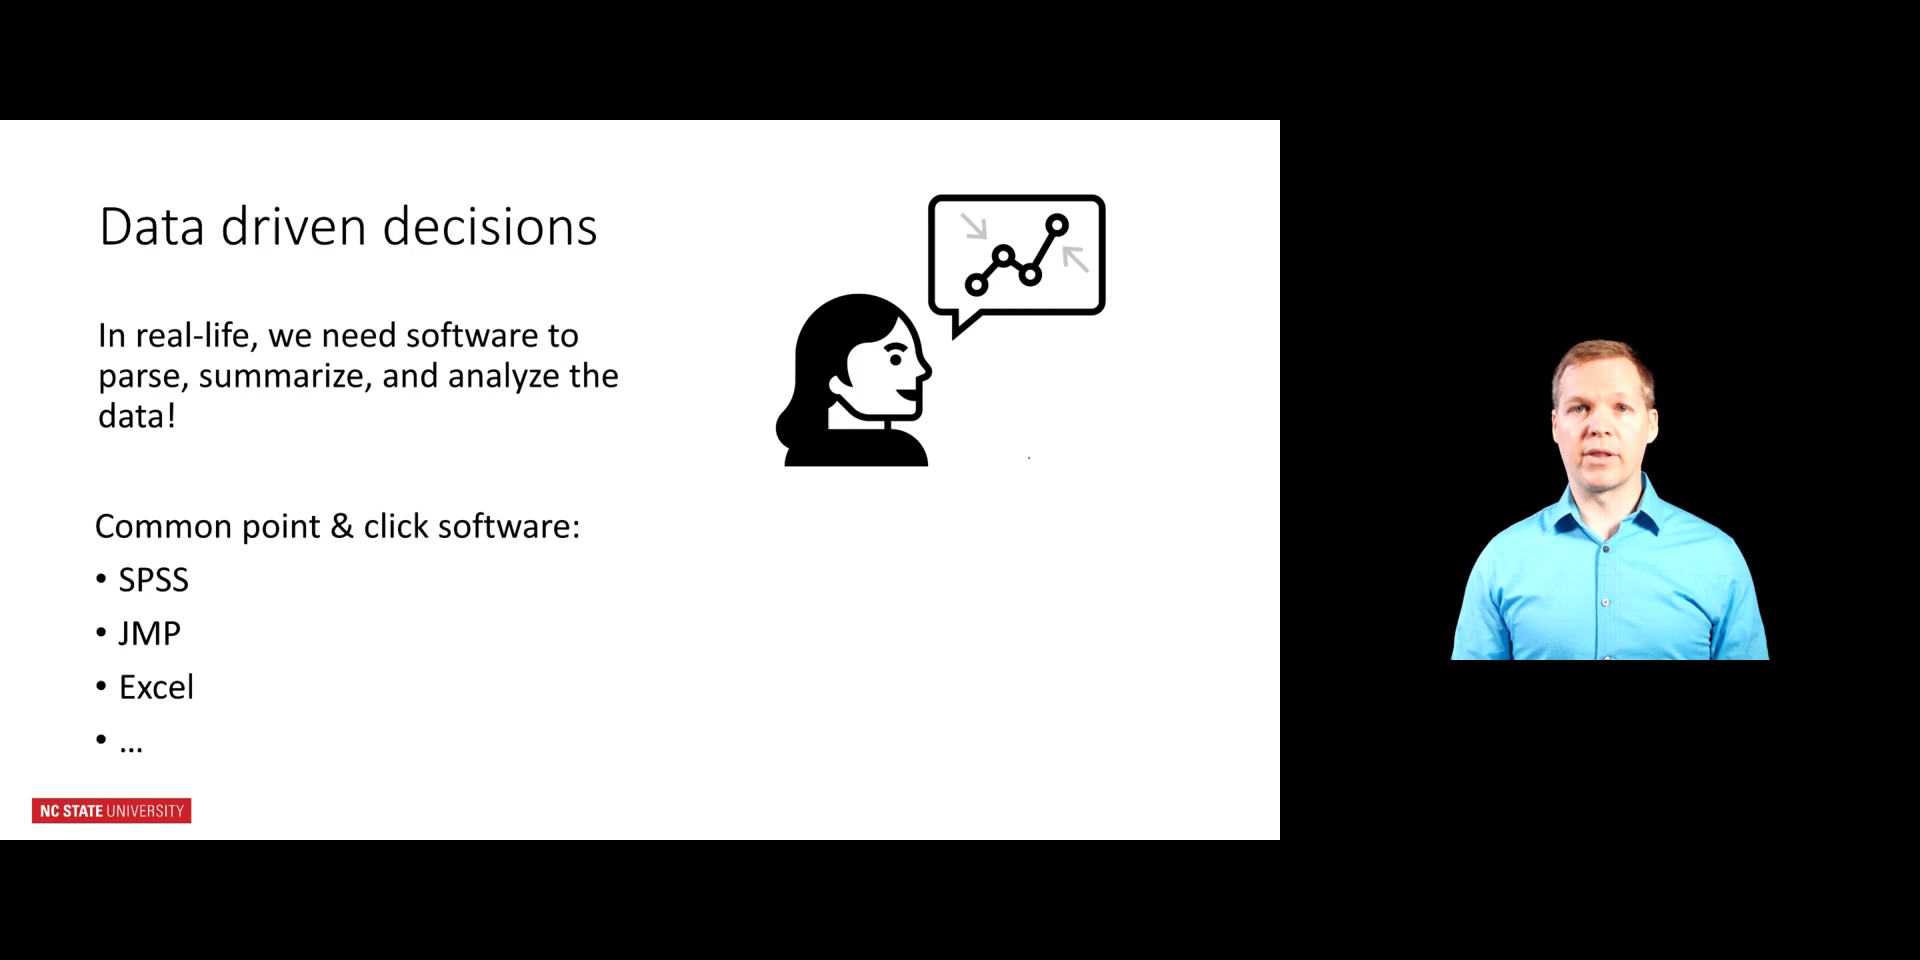 Data driven decisions
In real-life, we need software to
parse, summarize, and analyze the
data!
Common point & click software:
• SPSS
• JMP
• Excel
• ...
NC STATE UNIVERSITY